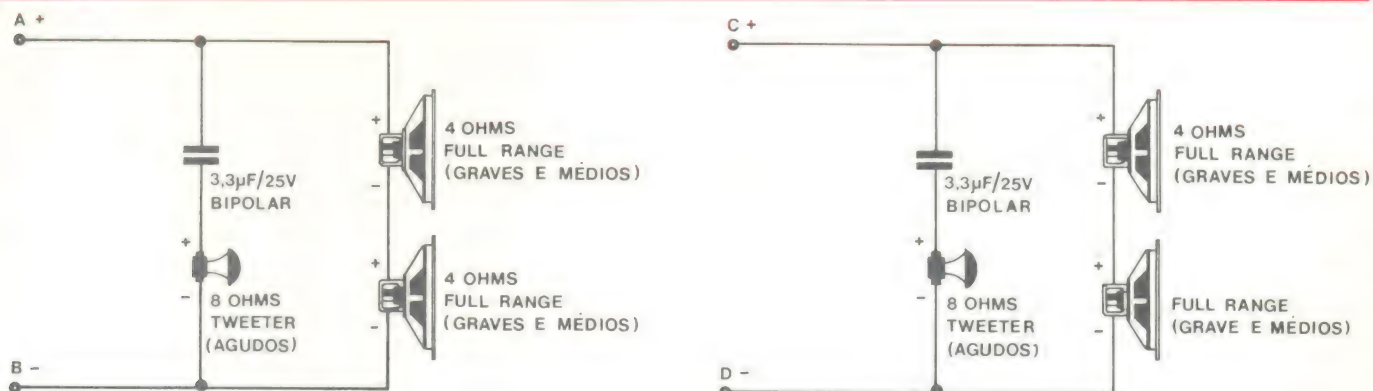 A +
+
4 OHMS
FULL RANGE
(GRAVES E MÉDIOS)
-
3,3µF/25V
BIPOLAR
+
-
8 OHMS
TWEETER
(AGUDOS)
+
4 OHMS
FULL RANGE
(GRAVES E MÉDIOS)
-
B -
C +
+
4 OHMS
FULL RANGE
(GRAVES E MÉDIOS)
-
3,3µF/25V
BIPOLAR
+
-
8 OHMS
TWEETER
(AGUDOS)
+
FULL RANGE
(GRAVE E MÉDIOS)
-
D -